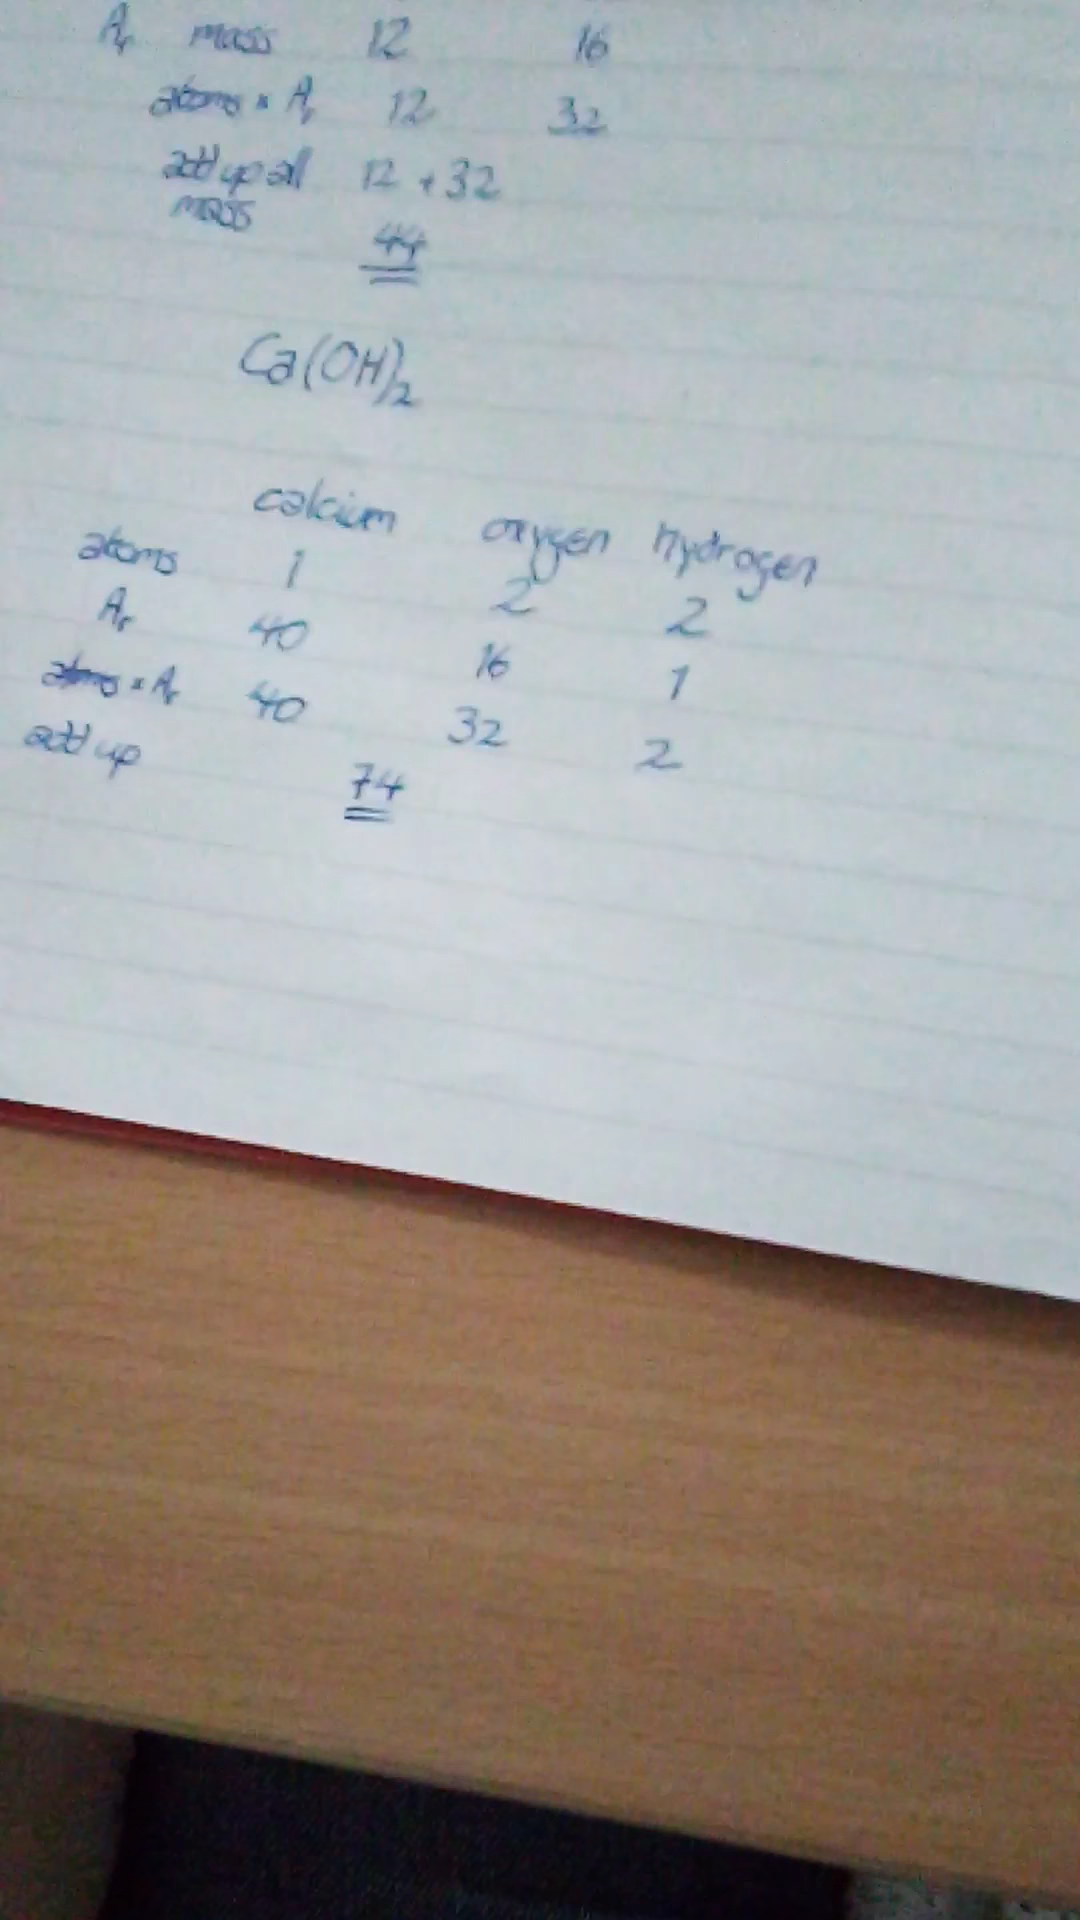 Ar mass 12 16
atoms × Ar 12 32
add up all 12 + 32
mass
44
Ca(OH)₂
calcium oxygen hydrogen
atoms 1 2 2
Ar 40 16 1
atoms × Ar 40 32 2
add up
74